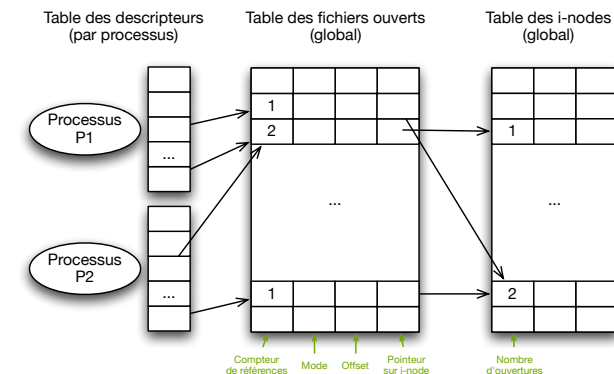 Table des descripteurs
(par processus)
Table des fichiers ouverts
(global)
Table des i-nodes
(global)
Processus
P1
...
1
2
1
...
...
Processus
P2
...
1
2
Compteur
de références
Mode
Offset
Pointeur
sur i-node
Nombre
d'ouvertures